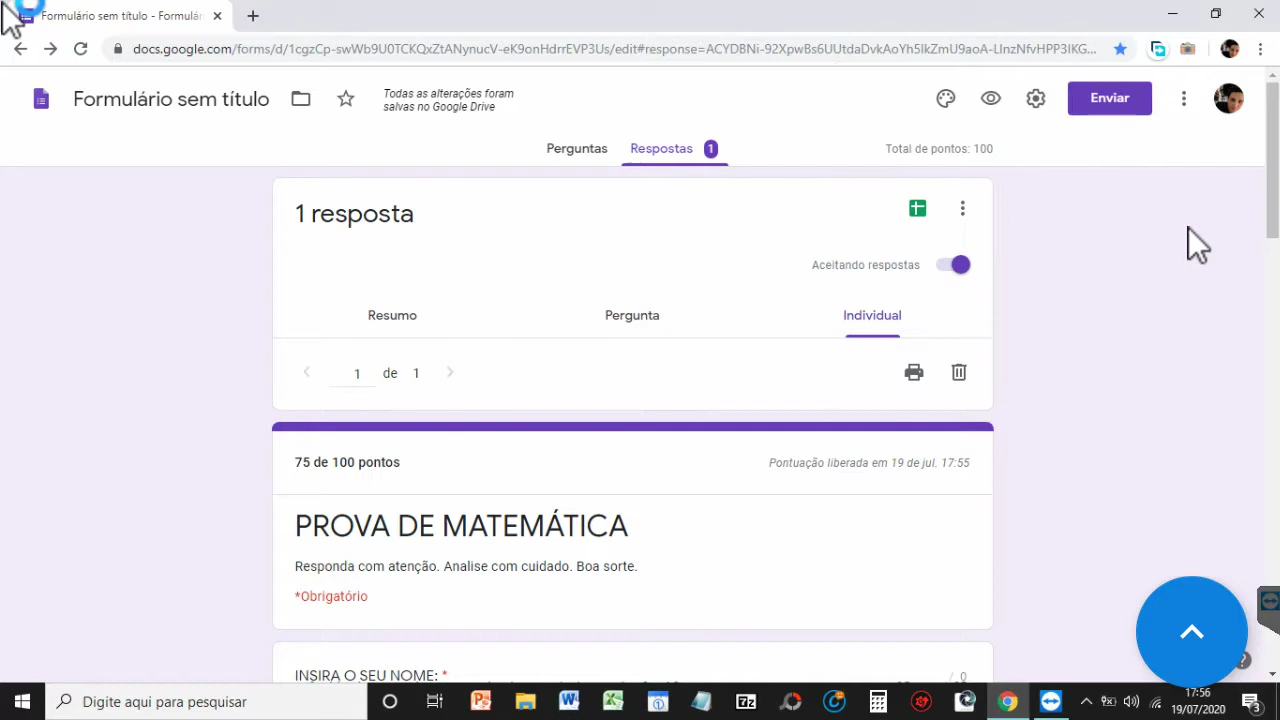 Formulário sem título - Formulár
docs.google.com/forms/d/1cgzCp-swWb9U0TCKQxZtANynucV-eK9onHdrrEVP3Us/edit#response=ACYDBNi-92XpwBs6UUtdaDvkAoYh5IkZmU9aoA-LlnzNfvHPP3IKG...
Formulário sem título
Todas as alterações foram
salvas no Google Drive
Enviar
Perguntas
Respostas 1
Total de pontos: 100
1 resposta
Aceitando respostas
Resumo
Pergunta
Individual
1 de 1
75 de 100 pontos
Pontuação liberada em 19 de jul. 17:55
PROVA DE MATEMÁTICA
Responda com atenção. Analise com cuidado. Boa sorte.
*Obrigatório
INSIRA O SEU NOME: *
/ 0
Digite aqui para pesquisar
7z
17:56
19/07/2020
3